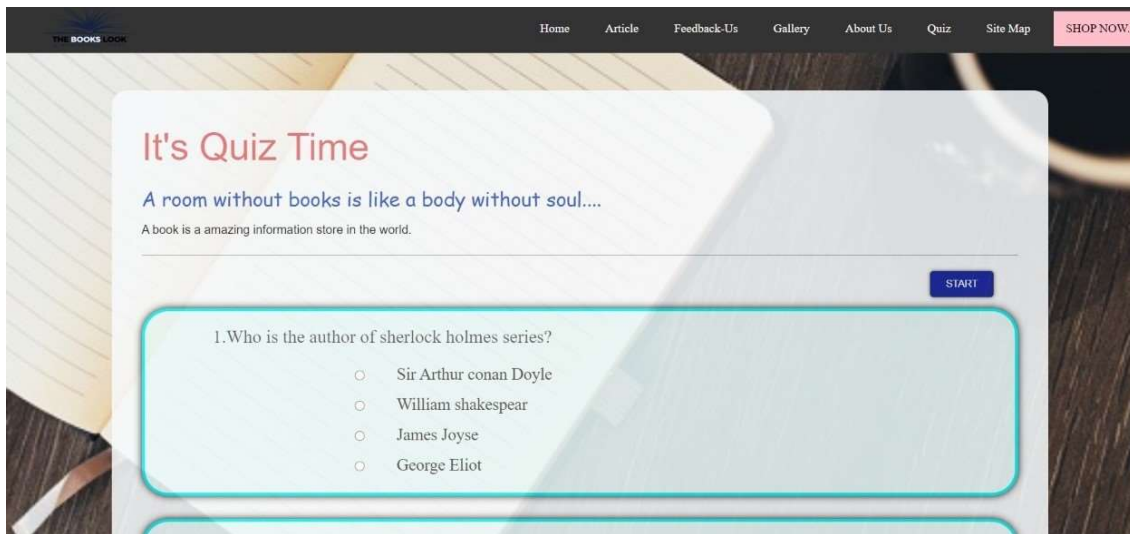 THE BOOKS LOOK
Home Article Feedback-Us Gallery About Us Quiz Site Map SHOP NOW.
It's Quiz Time
A room without books is like a body without soul....
A book is a amazing information store in the world.
START
1.Who is the author of sherlock holmes series?
Sir Arthur conan Doyle
William shakespear
James Joyse
George Eliot